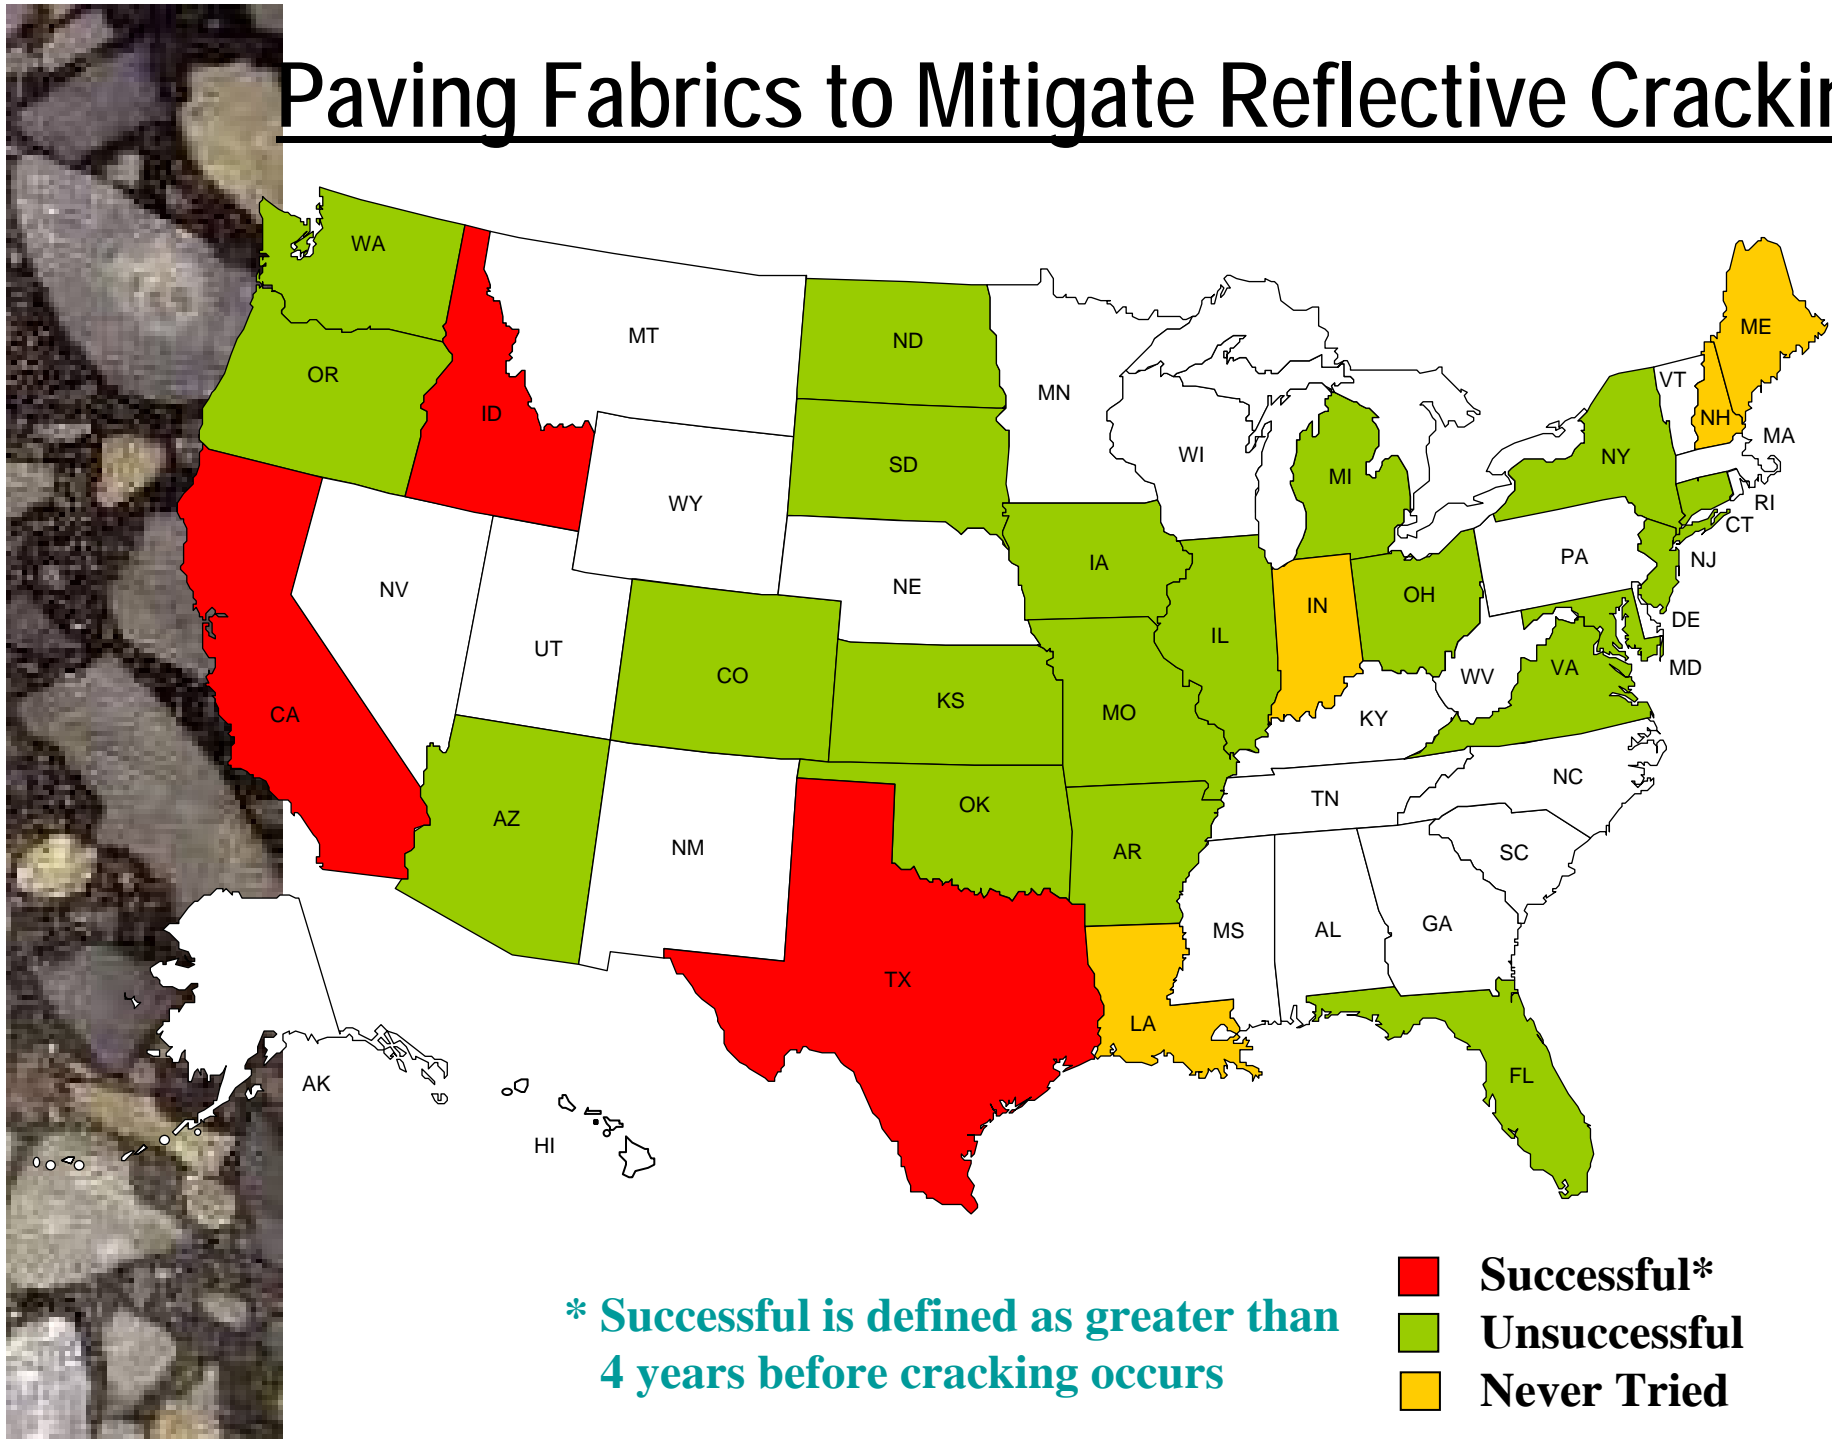 Paving Fabrics to Mitigate Reflective Crackin
WA
MT
ND
ME
OR
MN
VT
ID
NH
MA
WI
NY
SD
MI
WY
RI
CT
IA
PA
NJ
NV
NE
OH
IN
DE
UT
IL
VA
MD
CO
WV
KS
MO
CA
KY
NC
TN
OK
AZ
NM
AR
SC
GA
MS
AL
TX
LA
FL
AK
HI
* Successful is defined as greater than
4 years before cracking occurs
Successful*
Unsuccessful
Never Tried